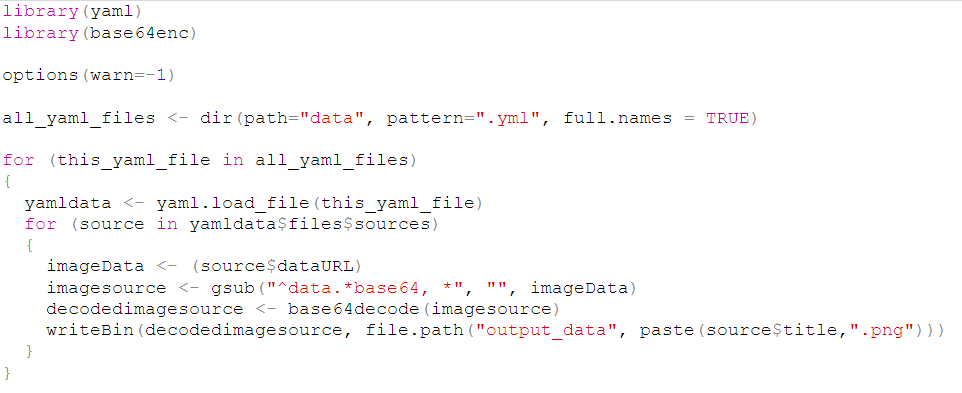 library(yaml)
library(base64enc)

options(warn=-1)

all_yaml_files <- dir(path="data", pattern=".yml", full.names = TRUE)

for (this_yaml_file in all_yaml_files)
{
  yamldata <- yaml.load_file(this_yaml_file)
  for (source in yamldata$files$sources)
  {
    imageData <- (source$dataURL)
    imagesource <- gsub("^data.*base64, *", "", imageData)
    decodedimagesource <- base64decode(imagesource)
    writeBin(decodedimagesource, file.path("output_data", paste(source$title,".png")))
  }
}